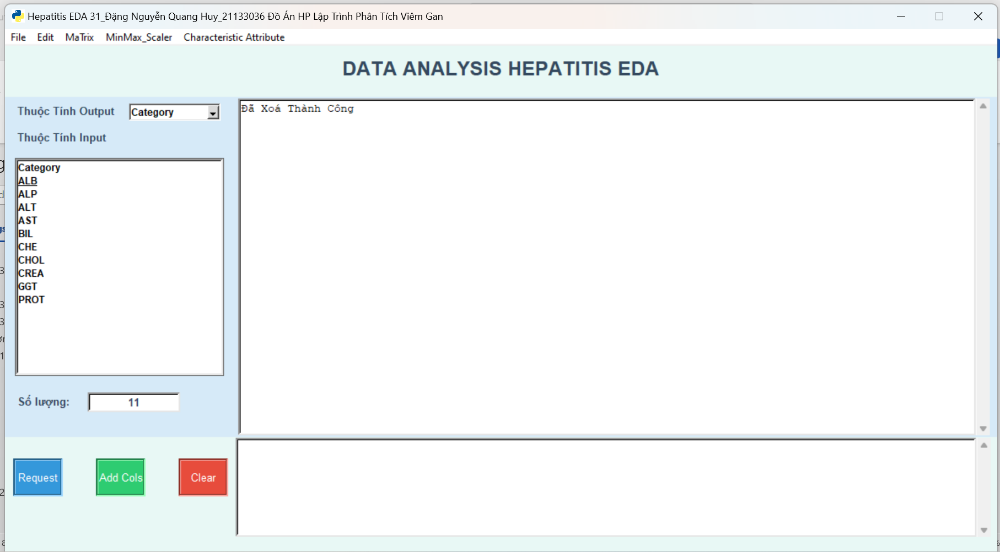 Hepatitis EDA 31_Đặng Nguyễn Quang Huy_21133036 Đồ Án HP Lập Trình Phân Tích Viêm Gan
File Edit MaTrix MinMax_Scaler Characteristic Attribute
DATA ANALYSIS HEPATITIS EDA
Thuộc Tính Output Category
Thuộc Tính Input
Category
ALB
ALP
ALT
AST
BIL
CHE
CHOL
CREA
GGT
PROT
Số lượng: 11
Đã Xoá Thành Công
Request Add Cols Clear